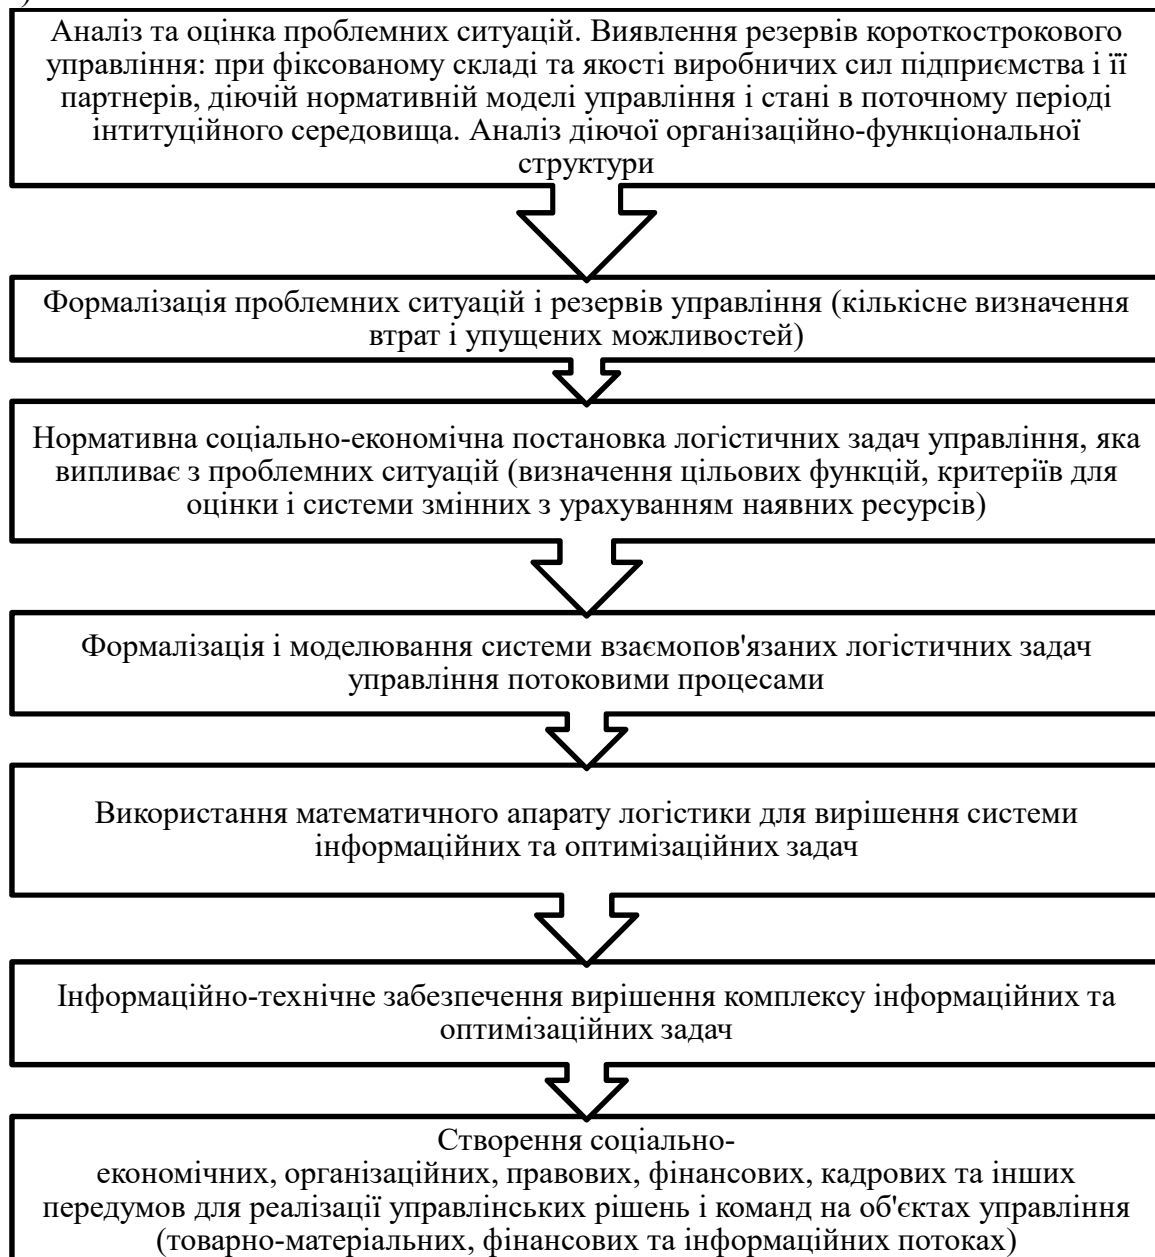 )
Аналіз та оцінка проблемних ситуацій. Виявлення резервів короткострокового
управління: при фіксованому складі та якості виробничих сил підприємства і її
партнерів, діючій нормативній моделі управління і стані в поточному періоді
інтитуційного середовища. Аналіз діючої організаційно-функціональної
структури
Формалізація проблемних ситуацій і резервів управління (кількісне визначення
втрат і упущених можливостей)
Нормативна соціально-економічна постановка логістичних задач управління, яка
випливає з проблемних ситуацій (визначення цільових функцій, критеріїв для
оцінки і системи змінних з урахуванням наявних ресурсів)
Формалізація і моделювання системи взаємопов'язаних логістичних задач
управління потоковими процесами
Використання математичного апарату логістики для вирішення системи
інформаційних та оптимізаційних задач
Інформаційно-технічне забезпечення вирішення комплексу інформаційних та
оптимізаційних задач
Створення соціально-
економічних, організаційних, правових, фінансових, кадрових та інших
передумов для реалізації управлінських рішень і команд на об'єктах управління
(товарно-матеріальних, фінансових та інформаційних потоках)